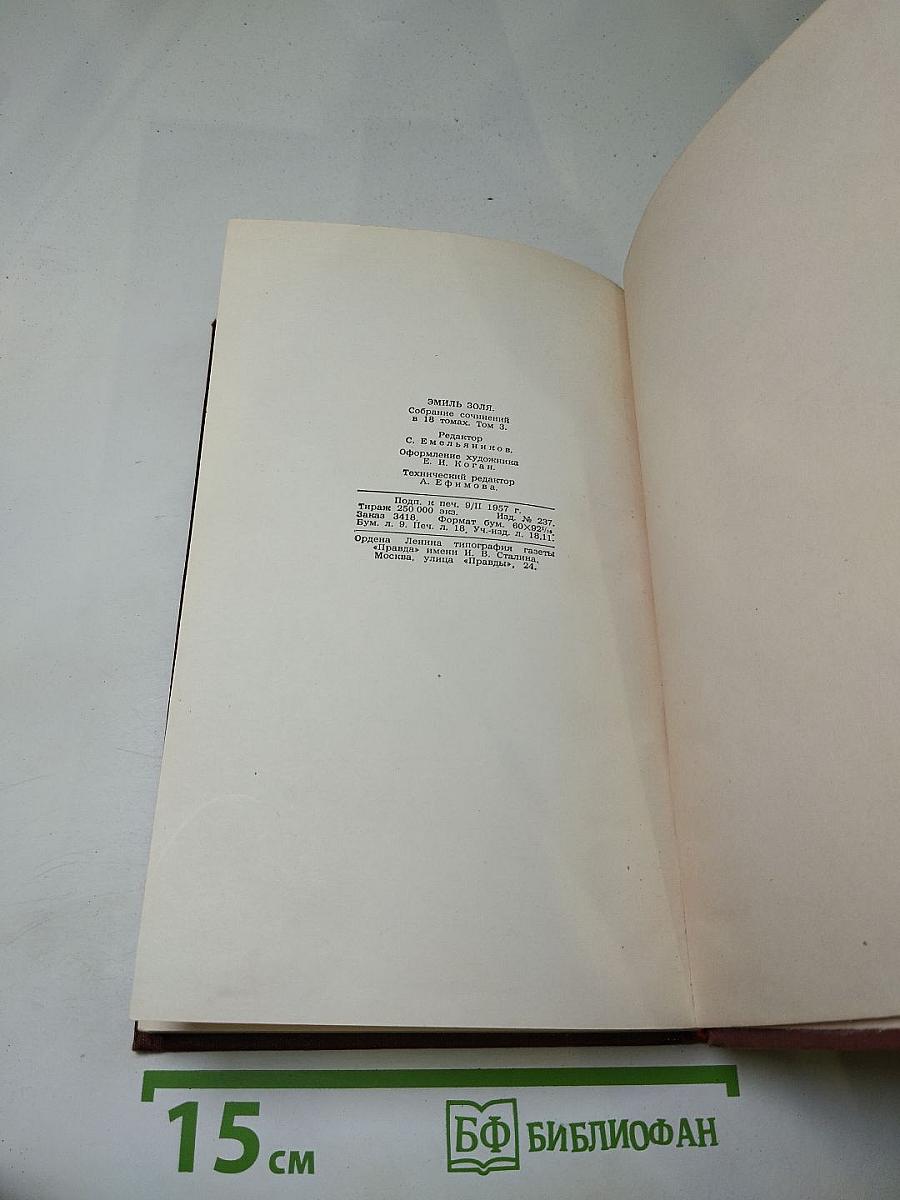 ЭМИЛЬ ЗОЛЯ.
Собрание сочинений
в 18 томах. Том 3.
Редактор
С. Емельяников.
Оформление художника
Е. И. Коган.
Технический редактор
А. Ефимова.
Подп. к печ. 9/II 1957 г.
Тираж 250 000 экз. Изд. № 237.
Заказ 3418. Формат бум. 60×92¹/₁₆.
Бум. л. 9. Печ. л. 18, Уч.-изд. л. 18,11.
Ордена Ленина типография газеты
«Правда» имени И. В. Сталина.
Москва, улица «Правды», 24.
15 см
БФ БИБЛИОФАН